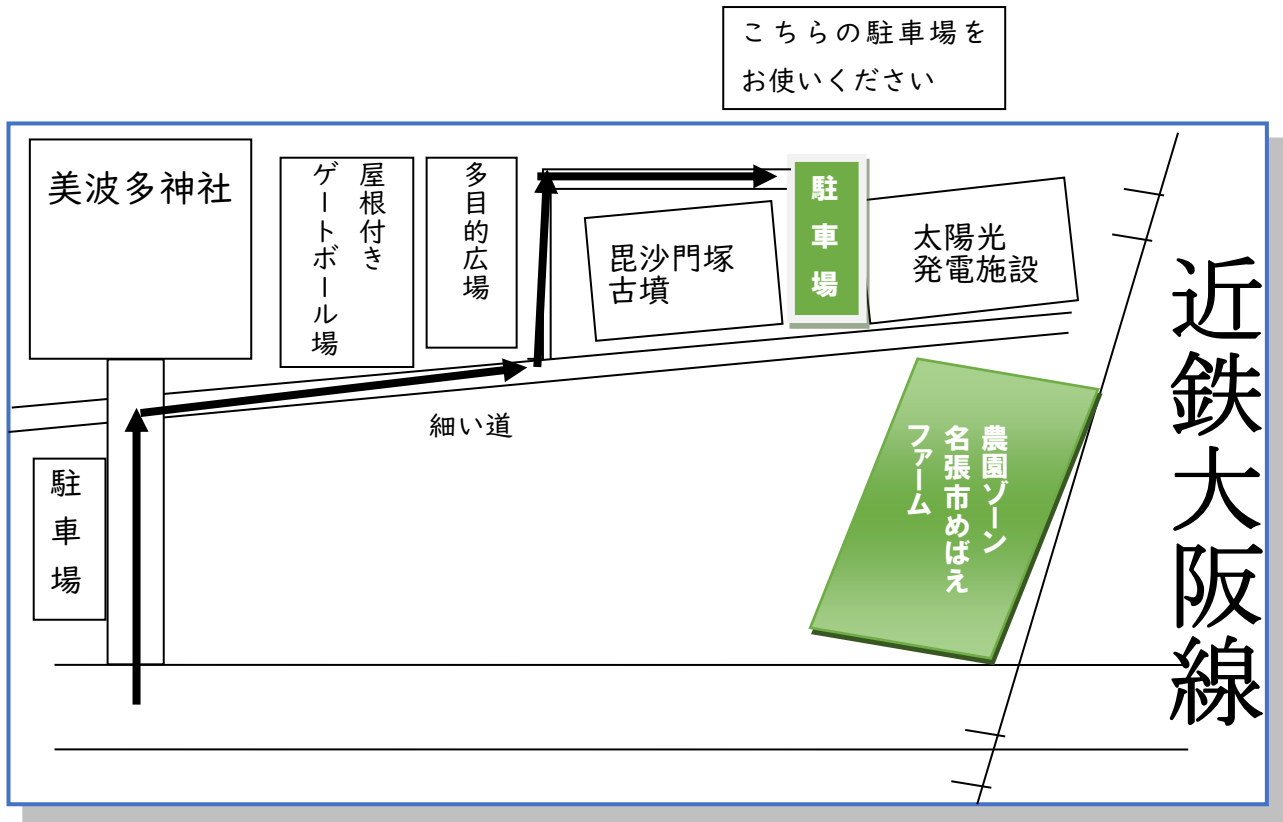 こちらの駐車場を
お使いください
美波多神社
屋根付き
ゲートボール場
多目的広場
毘沙門塚
古墳
駐車場
太陽光
発電施設
近鉄大阪線
細い道
駐車場
農園ゾーン
名張市めばえ
ファーム